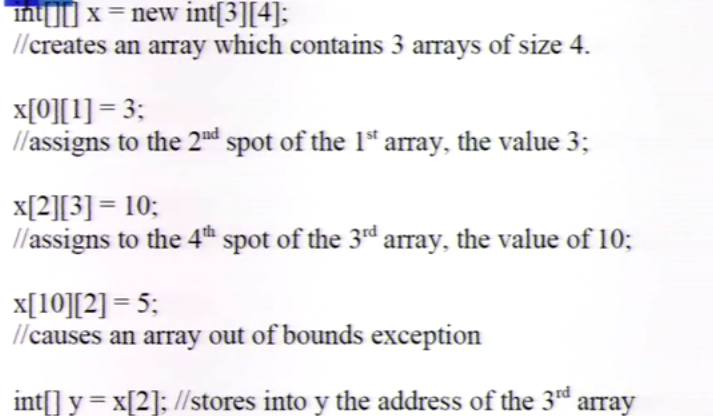 int[][] x = new int[3][4];
//creates an array which contains 3 arrays of size 4.
x[0][1] = 3;
//assigns to the 2nd spot of the 1st array, the value 3;
x[2][3] = 10;
//assigns to the 4th spot of the 3rd array, the value of 10;
x[10][2] = 5;
//causes an array out of bounds exception
int[] y = x[2]; //stores into y the address of the 3rd array